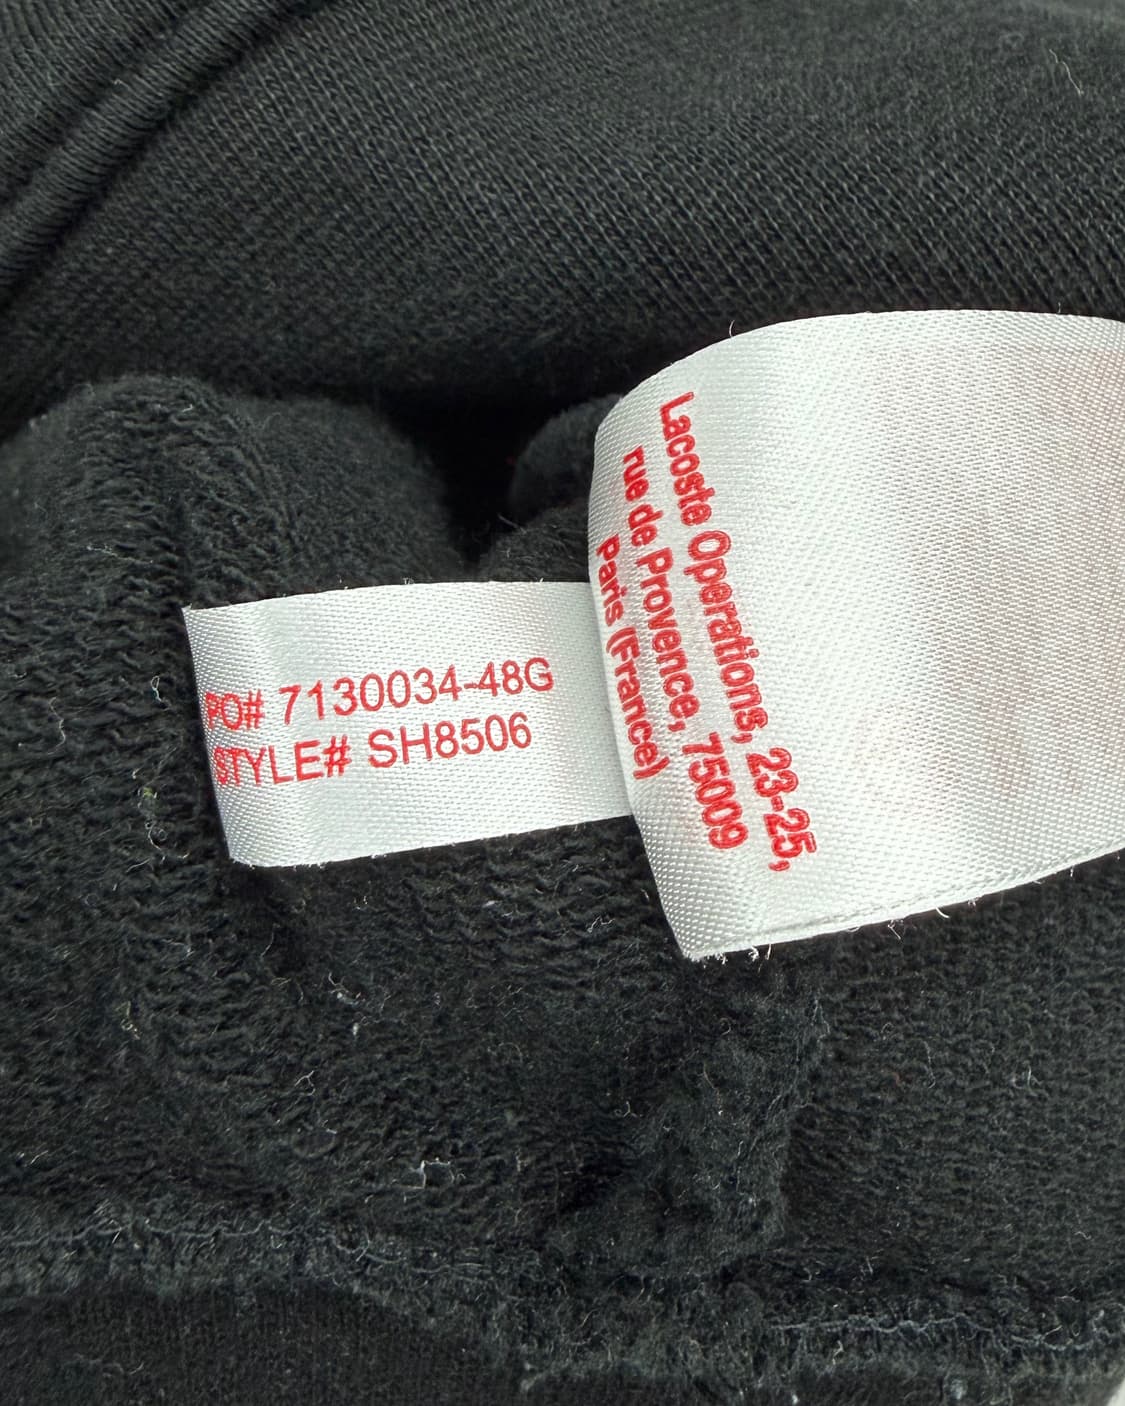 PO# 7130034-48G
STYLE# SH8506
Lacoste Operations, 23-25,
rue de Provence, 75009
Paris (France)